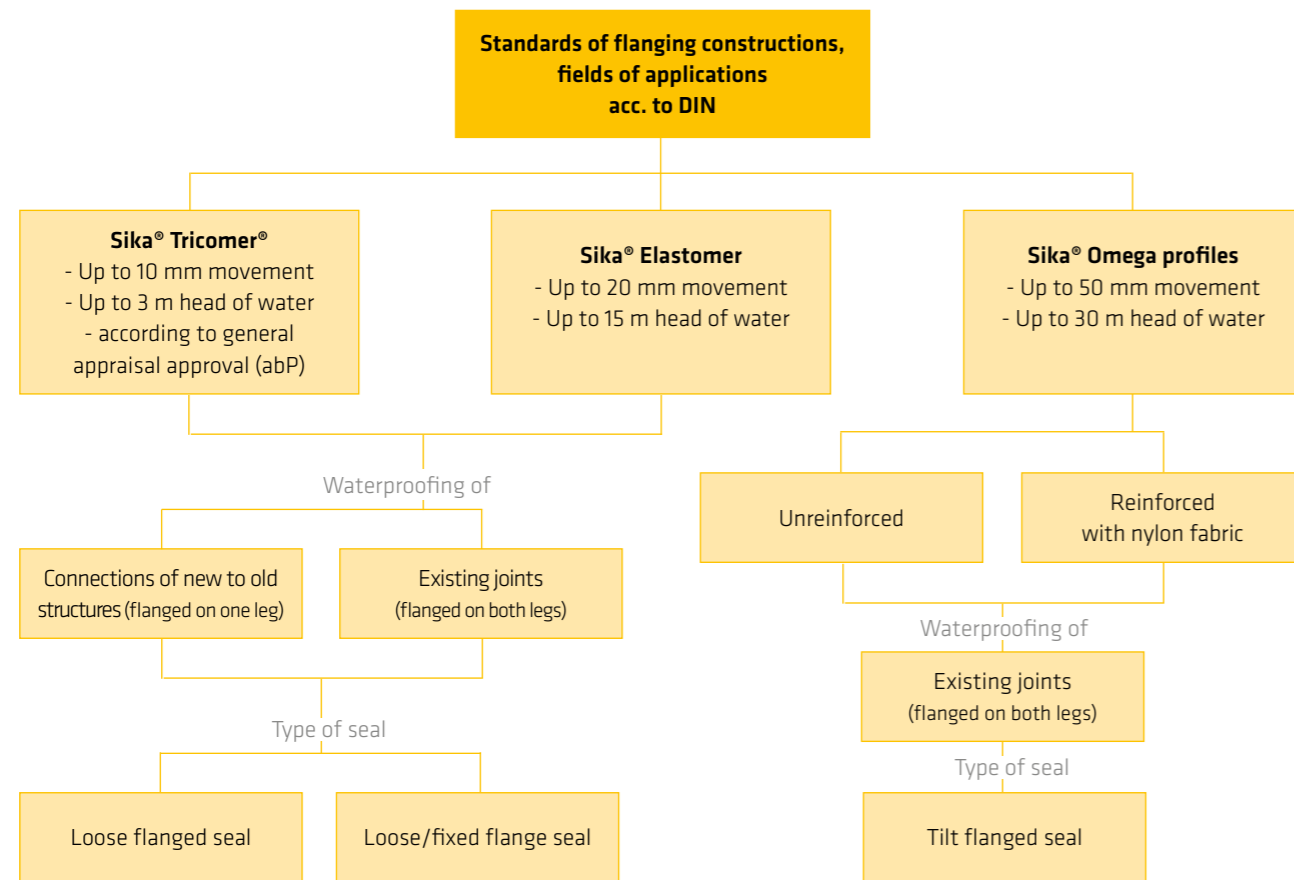 Standards of flanging constructions,
fields of applications
acc. to DIN
Sika® Tricomer®
- Up to 10 mm movement
- Up to 3 m head of water
- according to general
appraisal approval (abP)
Sika® Elastomer
- Up to 20 mm movement
- Up to 15 m head of water
Sika® Omega profiles
- Up to 50 mm movement
- Up to 30 m head of water
Waterproofing of
Connections of new to old
structures (flanged on one leg)
Existing joints
(flanged on both legs)
Type of seal
Loose flanged seal
Loose/fixed flange seal
Unreinforced
Reinforced
with nylon fabric
Waterproofing of
Existing joints
(flanged on both legs)
Type of seal
Tilt flanged seal